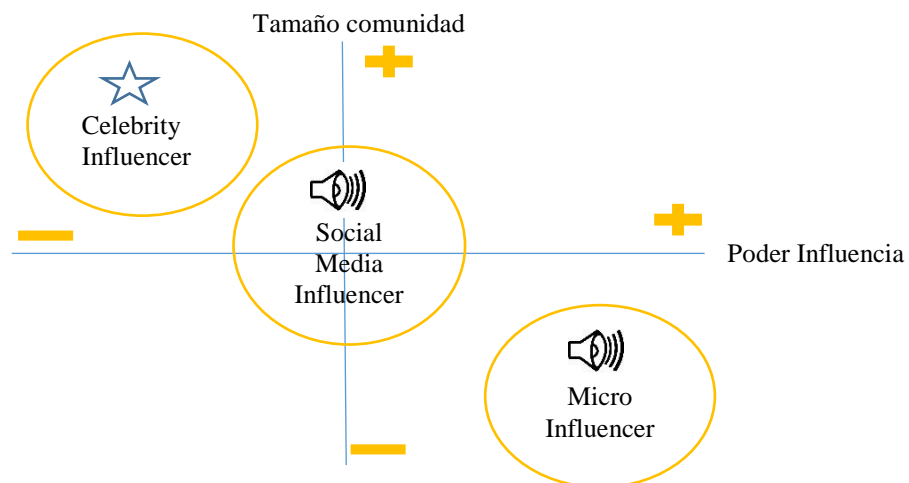 Tamaño comunidad
Celebrity
Influencer
Social
Media
Influencer
Poder Influencia
Micro
Influencer